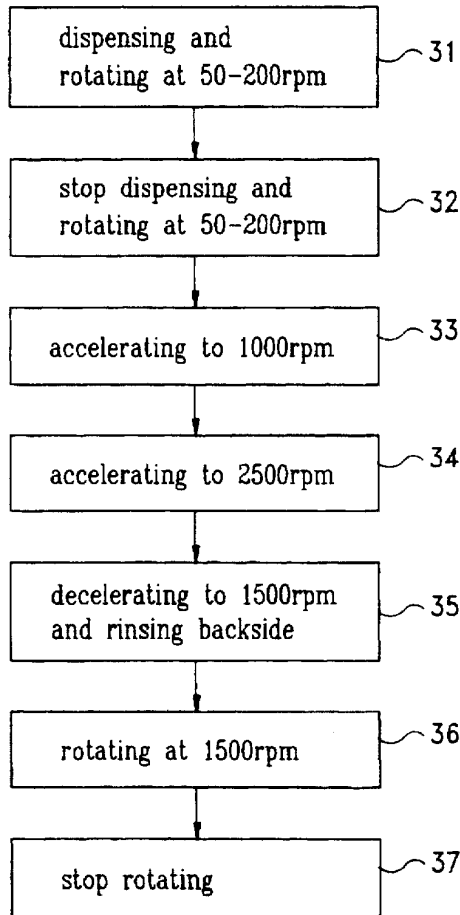 dispensing and
rotating at 50-200rpm
31
stop dispensing and
rotating at 50-200rpm
32
accelerating to 1000rpm
33
accelerating to 2500rpm
34
decelerating to 1500rpm
and rinsing backside
35
rotating at 1500rpm
36
stop rotating
37